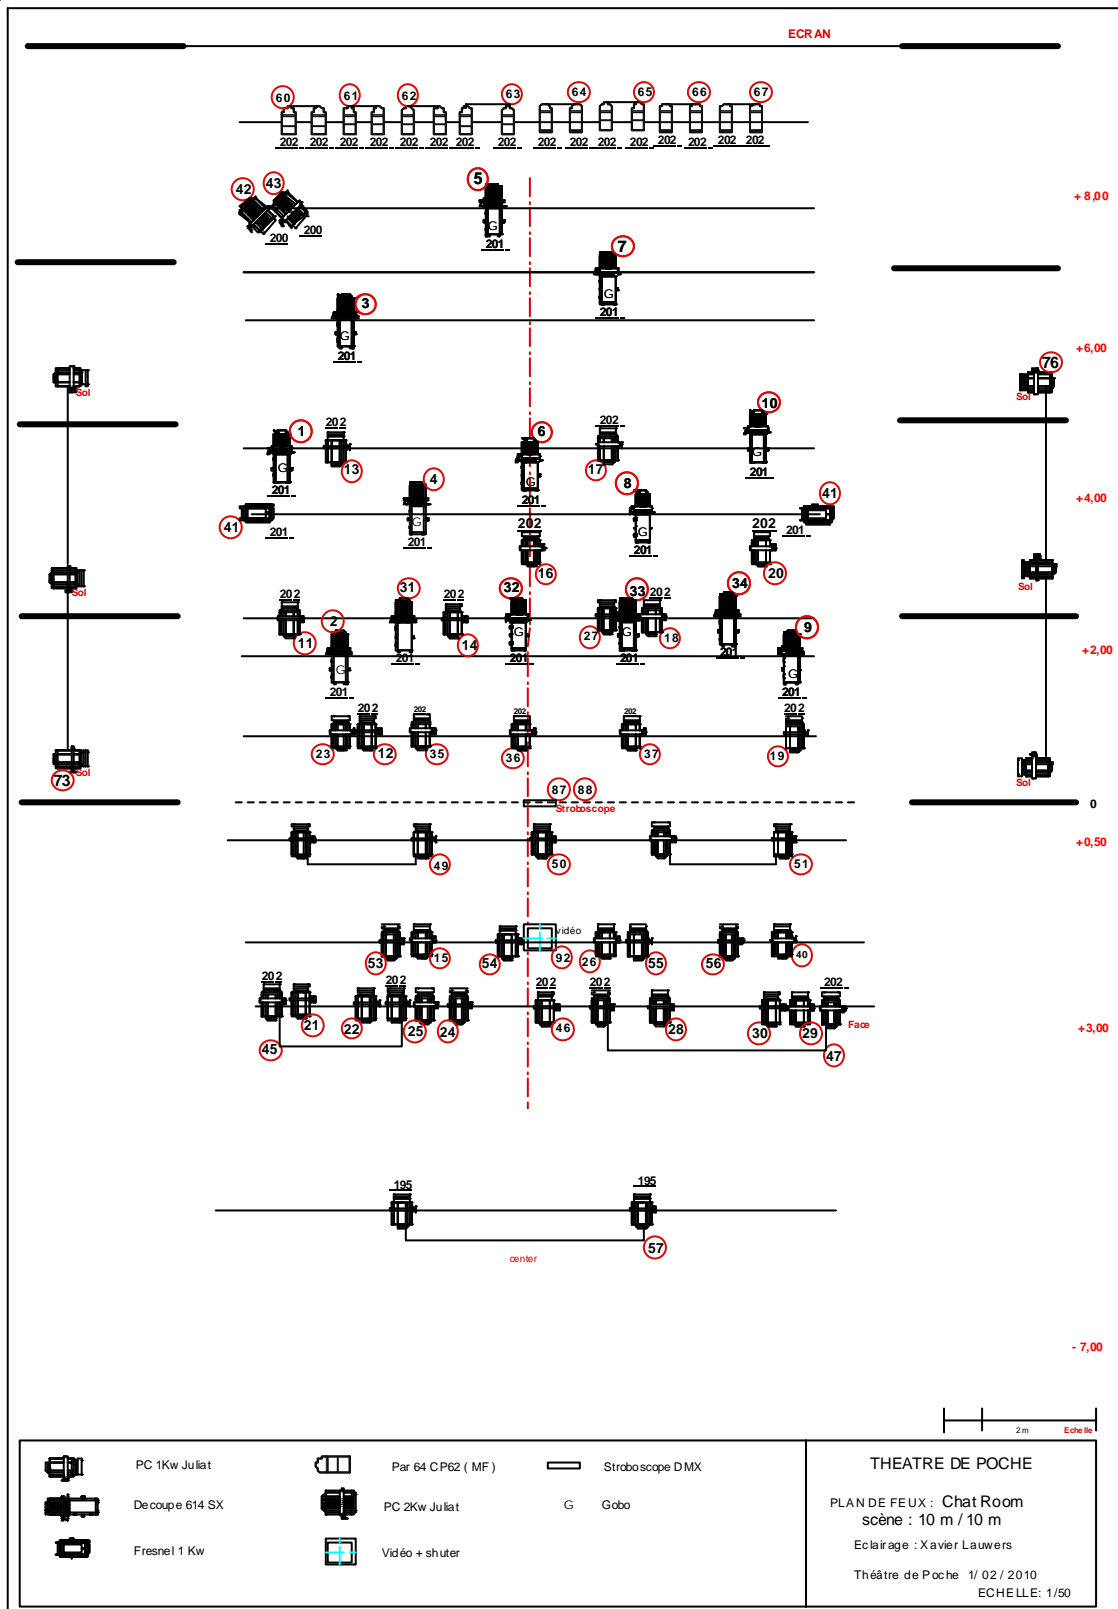 ECRAN
60 61 62 63 64 65 66 67
202 202 202 202 202 202 202 202 202 202 202 202 202 202 202 202
42 43 5
+ 8,00
200 200 G
201
7
G
201
3
G
201
+6,00
76
Sol Sol
10
1 202 6 202
13 17
G G G
201 201 201
+4,00
4 8
41 41
201 G G 201
201 201
202 202
16 20
Sol Sol
31 32 33 34
202 2 202 202
11 14 G 27 G 18 9
+2,00
201 201 201 201
G G
201 201
202 202 202 202 202
23 12 35 36 37 19
73 Sol Sol
87 88
Stroboscope
0
+0,50
49 50 51
vidéo
53 15 54 92 26 55 56 40
202 202 202 202 202
21 22 25 24 46 28 30 29
Face
45 47
+3,00
195 195
57
center
- 7,00
2 m Echelle
PC 1Kw Juliat
Par 64 CP62 ( MF )
Stroboscope DMX
Decoupe 614 SX
PC 2Kw Juliat
G Gobo
Fresnel 1 Kw
Vidéo + shuter
THEATRE DE POCHE
PLAN DE FEUX : Chat Room
scène : 10 m / 10 m
Eclairage : Xavier Lauwers
Théâtre de Poche 1/ 02 / 2010
ECHELLE: 1/50